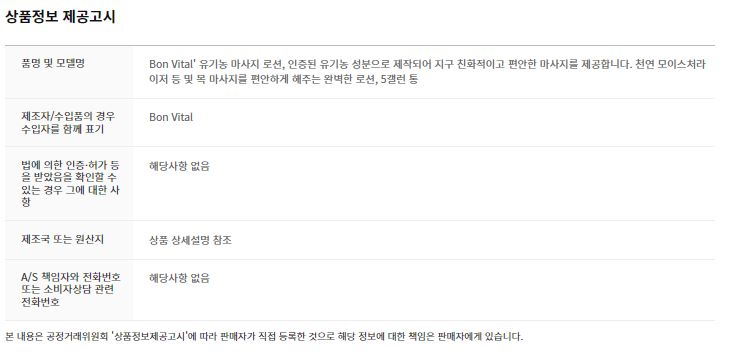 상품정보 제공고시
품명 및 모델명
Bon Vital' 유기농 마사지 로션, 인증된 유기농 성분으로 제작되어 지구 친화적이고 편안한 마사지를 제공합니다. 천연 모이스처라
이저 등 및 목 마사지를 편안하게 해주는 완벽한 로션, 5갤런 통
제조자/수입품의 경우
수입자를 함께 표기
Bon Vital
법에 의한 인증·허가 등
을 받았음을 확인할 수
있는 경우 그에 대한 사
항
해당사항 없음
제조국 또는 원산지
상품 상세설명 참조
A/S 책임자와 전화번호
또는 소비자상담 관련
전화번호
해당사항 없음
본 내용은 공정거래위원회 '상품정보제공고시'에 따라 판매자가 직접 등록한 것으로 해당 정보에 대한 책임은 판매자에게 있습니다.